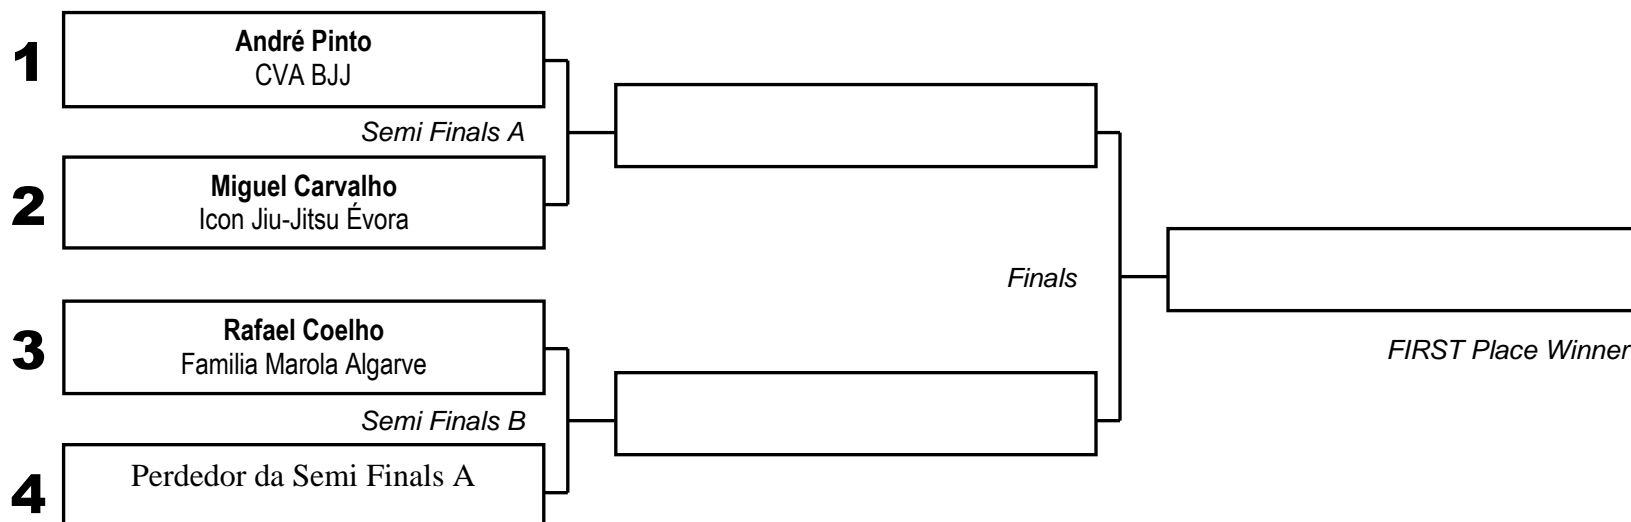 1
André Pinto
CVA BJJ
Semi Finals A
2
Miguel Carvalho
Icon Jiu-Jitsu Évora
3
Rafael Coelho
Familia Marola Algarve
Semi Finals B
4
Perdedor da Semi Finals A
Finals
FIRST Place Winner